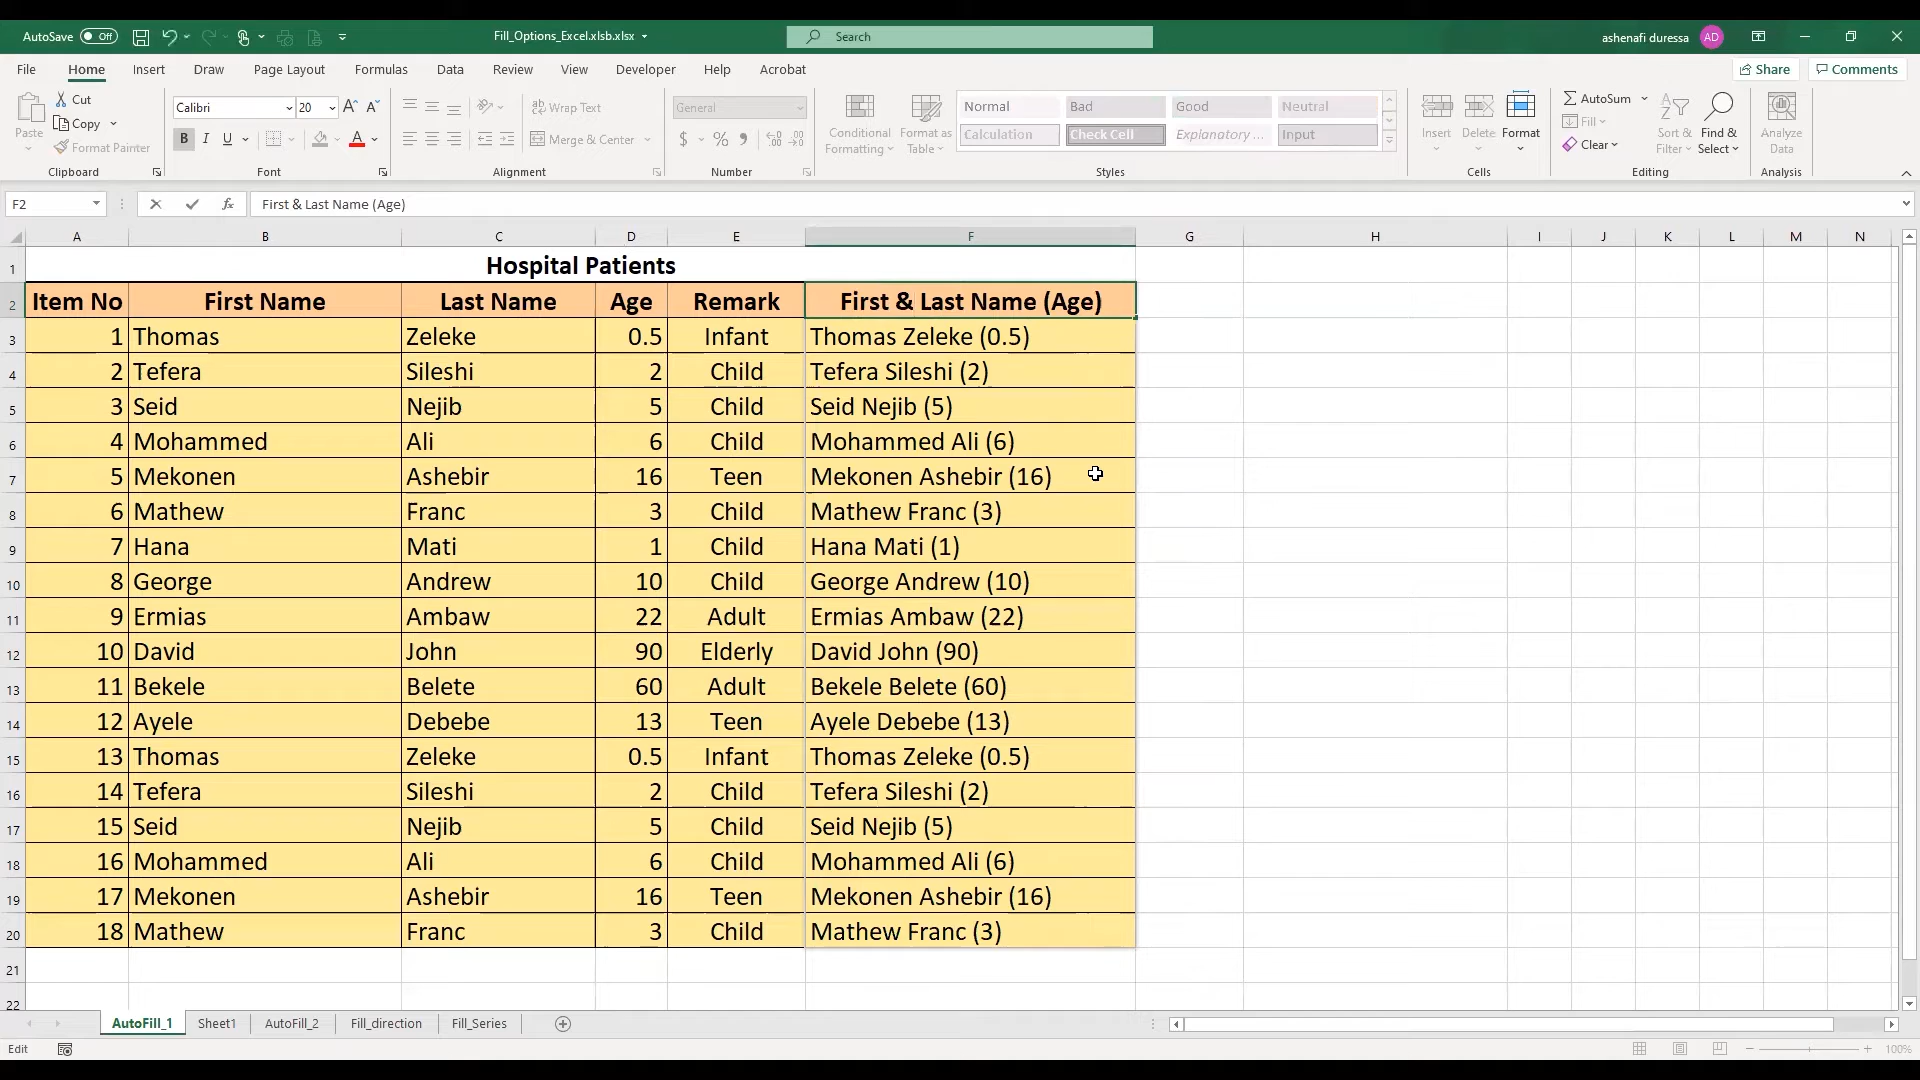 AutoSave Off Fill_Options_Excel.xlsb.xlsx Search ashenafi duressa AD
File Home Insert Draw Page Layout Formulas Data Review View Developer Help Acrobat Share Comments
Paste Cut Copy Format Painter Clipboard
Calibri 20 A A B I U A Font
ab Wrap Text Merge & Center Alignment
General $ % Number
Conditional Formatting Format as Table
Normal Bad Good Neutral
Calculation Check Cell Explanatory ... Input
Styles
Insert Delete Format Cells
AutoSum Fill Clear Sort & Filter Find & Select Editing
Analyze Data Analysis
F2 fx First & Last Name (Age)
A B C D E F G H I J K L M N
1 Hospital Patients
2 Item No First Name Last Name Age Remark First & Last Name (Age)
3 1 Thomas Zeleke 0.5 Infant Thomas Zeleke (0.5)
4 2 Tefera Sileshi 2 Child Tefera Sileshi (2)
5 3 Seid Nejib 5 Child Seid Nejib (5)
6 4 Mohammed Ali 6 Child Mohammed Ali (6)
7 5 Mekonen Ashebir 16 Teen Mekonen Ashebir (16)
8 6 Mathew Franc 3 Child Mathew Franc (3)
9 7 Hana Mati 1 Child Hana Mati (1)
10 8 George Andrew 10 Child George Andrew (10)
11 9 Ermias Ambaw 22 Adult Ermias Ambaw (22)
12 10 David John 90 Elderly David John (90)
13 11 Bekele Belete 60 Adult Bekele Belete (60)
14 12 Ayele Debebe 13 Teen Ayele Debebe (13)
15 13 Thomas Zeleke 0.5 Infant Thomas Zeleke (0.5)
16 14 Tefera Sileshi 2 Child Tefera Sileshi (2)
17 15 Seid Nejib 5 Child Seid Nejib (5)
18 16 Mohammed Ali 6 Child Mohammed Ali (6)
19 17 Mekonen Ashebir 16 Teen Mekonen Ashebir (16)
20 18 Mathew Franc 3 Child Mathew Franc (3)
21
22
AutoFill_1 Sheet1 AutoFill_2 Fill_direction Fill_Series
Edit 100%